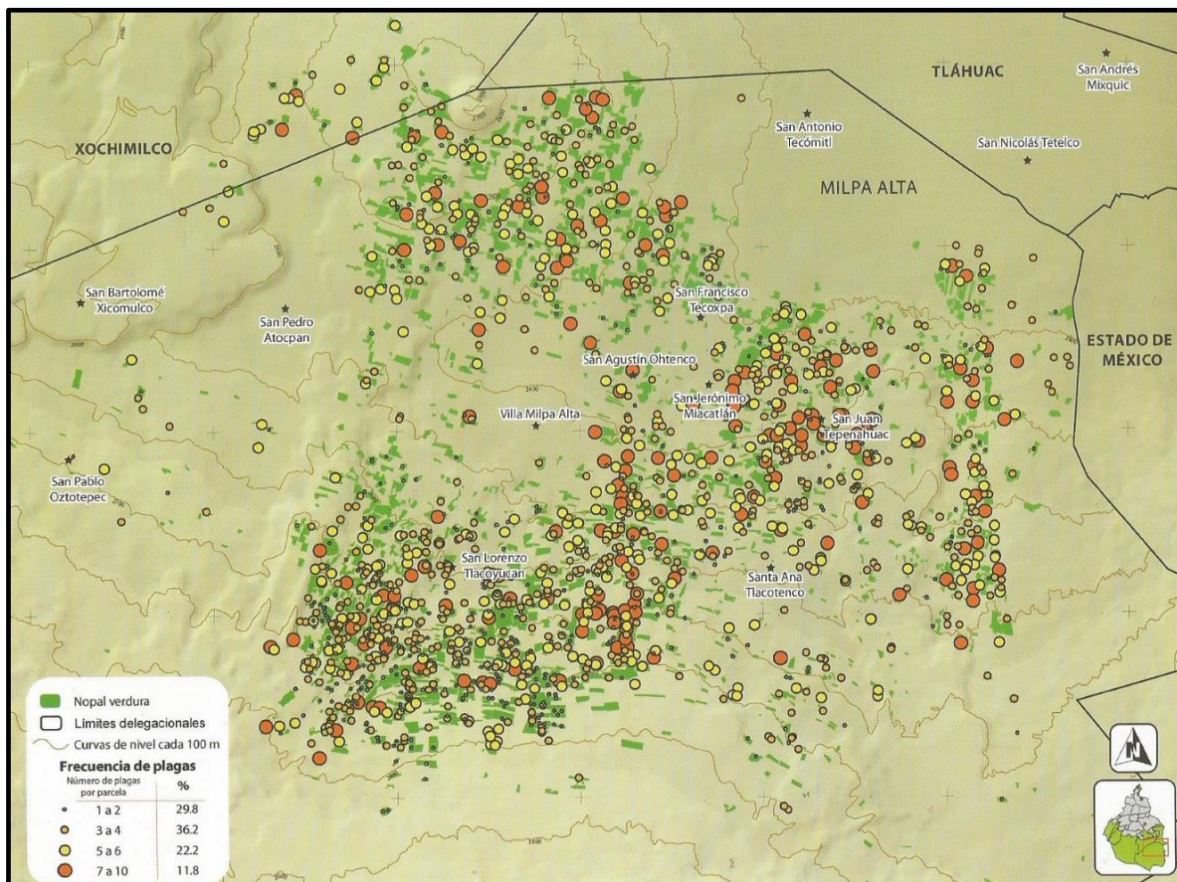 TLÁHUAC
San Andrés
Mixquic
San Antonio
Tecómitl
XOCHIMILCO
San Nicolás Tetelco
MILPA ALTA
San Bartolomé
Xicomulco
San Pedro
Atocpan
San Francisco
Tecoxpa
ESTADO DE
MÉXICO
San Agustín Ohtenco
San Jerónimo
Miacatlán
Villa Milpa Alta
San Juan
Tepenahuac
San Pablo
Oztotepec
San Lorenzo
Tlacoyucan
Santa Ana
Tlacotenco
Nopal verdura
Límites delegacionales
Curvas de nivel cada 100 m
Frecuencia de plagas
Número de plagas
por parcela
%
1 a 2 29.8
3 a 4 36.2
5 a 6 22.2
7 a 10 11.8
N